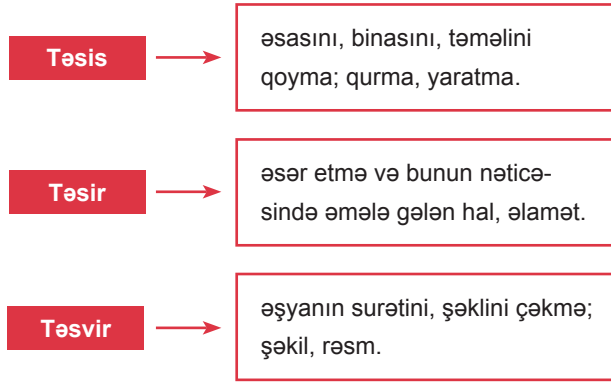 Təsis
əsasını, binasını, təməlini
qoyma; qurma, yaratma.
Təsir
əsər etmə və bunun nəticə-
sində əmələ gələn hal, əlamət.
Təsvir
əşyanın surətini, şəklini çəkmə;
şəkil, rəsm.